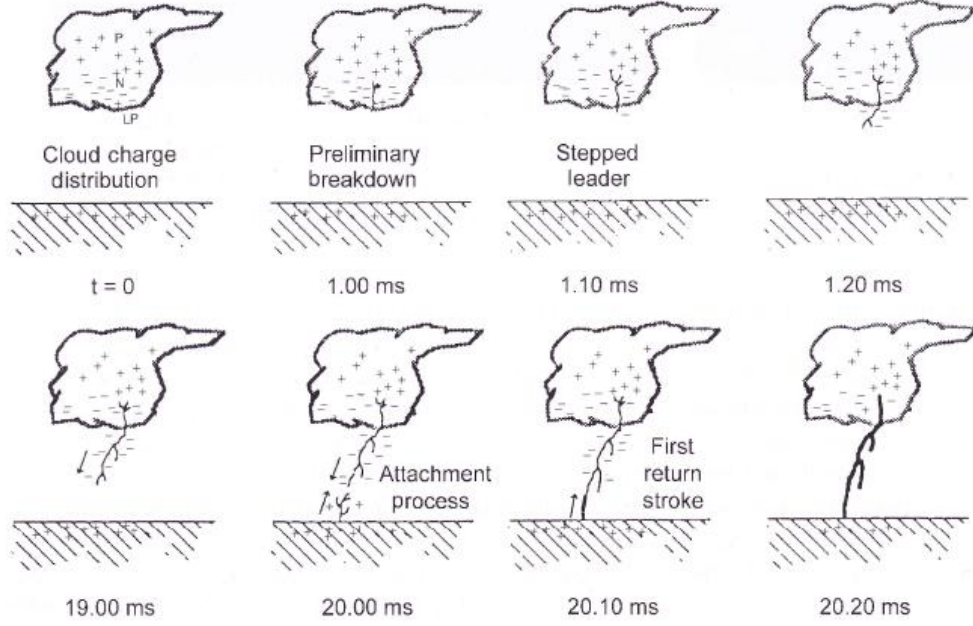 P
N
LP
Cloud charge
distribution
Preliminary
breakdown
Stepped
leader
t = 0
1.00 ms
1.10 ms
1.20 ms
Attachment
process
First
return
stroke
19.00 ms
20.00 ms
20.10 ms
20.20 ms